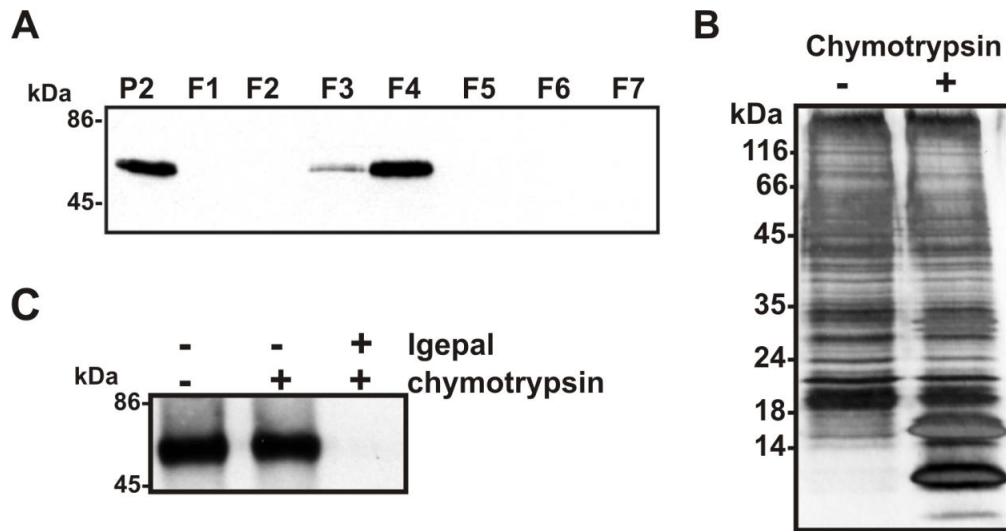 A
kDa P2 F1 F2 F3 F4 F5 F6 F7
86-
45-
B
Chymotrypsin
- +
kDa
116-
66-
45-
35-
24-
18-
14-
C
- - + Igepal
kDa - + + chymotrypsin
86-
45-